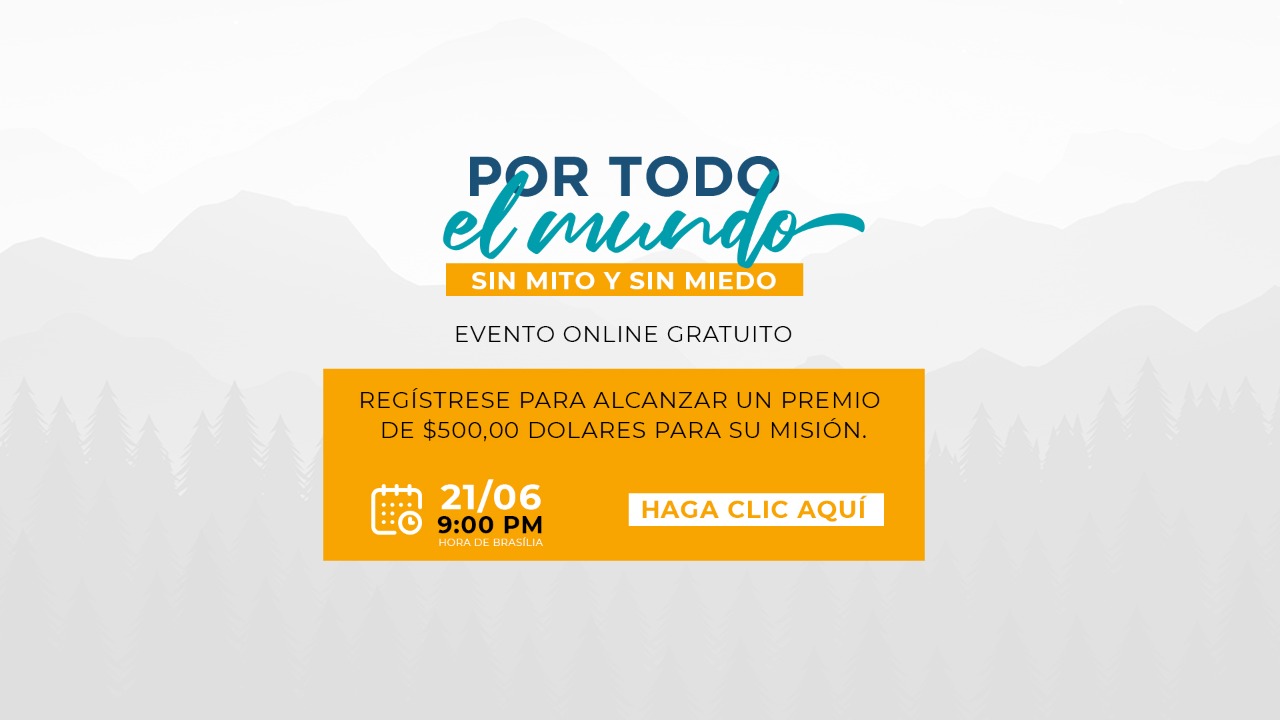 POR TODO
el mundo
SIN MITO Y SIN MIEDO
EVENTO ONLINE GRATUITO
REGÍSTRESE PARA ALCANZAR UN PREMIO
DE $500,00 DOLARES PARA SU MISIÓN.
21/06
9:00 PM
HORA DE BRASÍLIA
HAGA CLIC AQUÍ